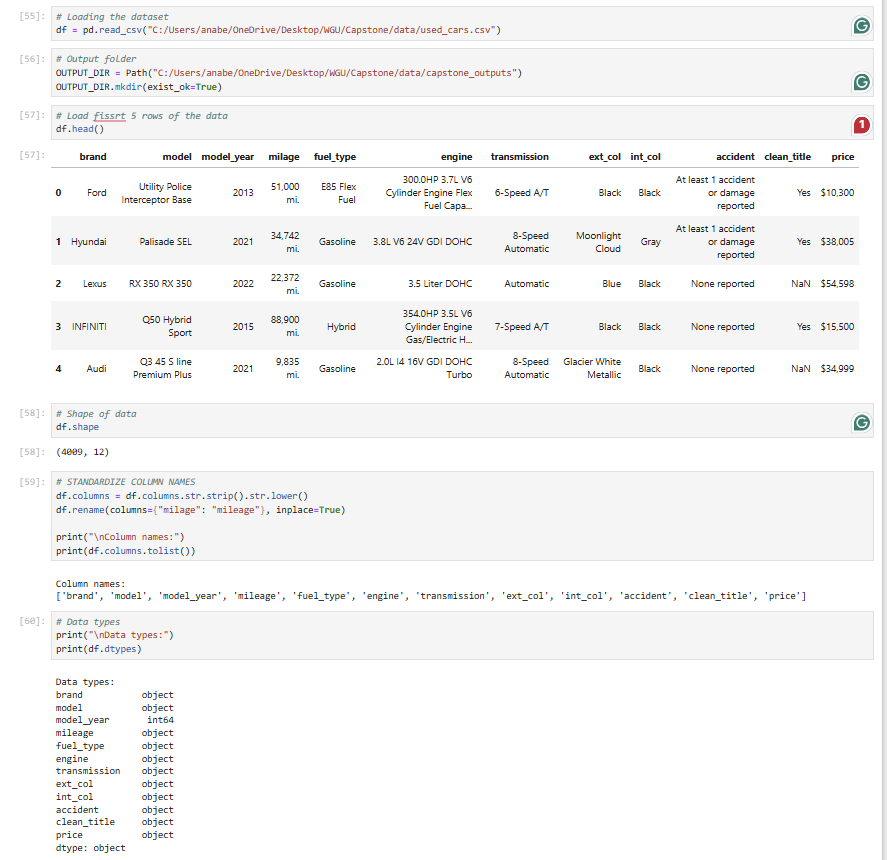 [55]: # Loading the dataset
df = pd.read_csv("C:/Users/anabe/OneDrive/Desktop/WGU/Capstone/data/used_cars.csv")
[56]: # Output folder
OUTPUT_DIR = Path("C:/Users/anabe/OneDrive/Desktop/WGU/Capstone/data/capstone_outputs")
OUTPUT_DIR.mkdir(exist_ok=True)
[57]: # Load fissrt 5 rows of the data
df.head()
1
[57]: brand model model_year milage fuel_type engine transmission ext_col int_col accident clean_title price
0 Ford Utility Police Interceptor Base 2013 51,000 mi. E85 Flex Fuel 300.0HP 3.7L V6 Cylinder Engine Flex Fuel Capa... 6-Speed A/T Black Black At least 1 accident or damage reported Yes $10,300
1 Hyundai Palisade SEL 2021 34,742 mi. Gasoline 3.8L V6 24V GDI DOHC 8-Speed Automatic Moonlight Cloud Gray At least 1 accident or damage reported Yes $38,005
2 Lexus RX 350 RX 350 2022 22,372 mi. Gasoline 3.5 Liter DOHC Automatic Blue Black None reported NaN $54,598
3 INFINITI Q50 Hybrid Sport 2015 88,900 mi. Hybrid 354.0HP 3.5L V6 Cylinder Engine Gas/Electric H... 7-Speed A/T Black Black None reported Yes $15,500
4 Audi Q3 45 S line Premium Plus 2021 9,835 mi. Gasoline 2.0L I4 16V GDI DOHC Turbo 8-Speed Automatic Glacier White Metallic Black None reported NaN $34,999
[58]: # Shape of data
df.shape
[58]: (4009, 12)
[59]: # STANDARDIZE COLUMN NAMES
df.columns = df.columns.str.strip().str.lower()
df.rename(columns={"milage": "mileage"}, inplace=True)
print("\nColumn names:")
print(df.columns.tolist())
Column names:
['brand', 'model', 'model_year', 'mileage', 'fuel_type', 'engine', 'transmission', 'ext_col', 'int_col', 'accident', 'clean_title', 'price']
[60]: # Data types
print("\nData types:")
print(df.dtypes)
Data types:
brand object
model object
model_year int64
mileage object
fuel_type object
engine object
transmission object
ext_col object
int_col object
accident object
clean_title object
price object
dtype: object